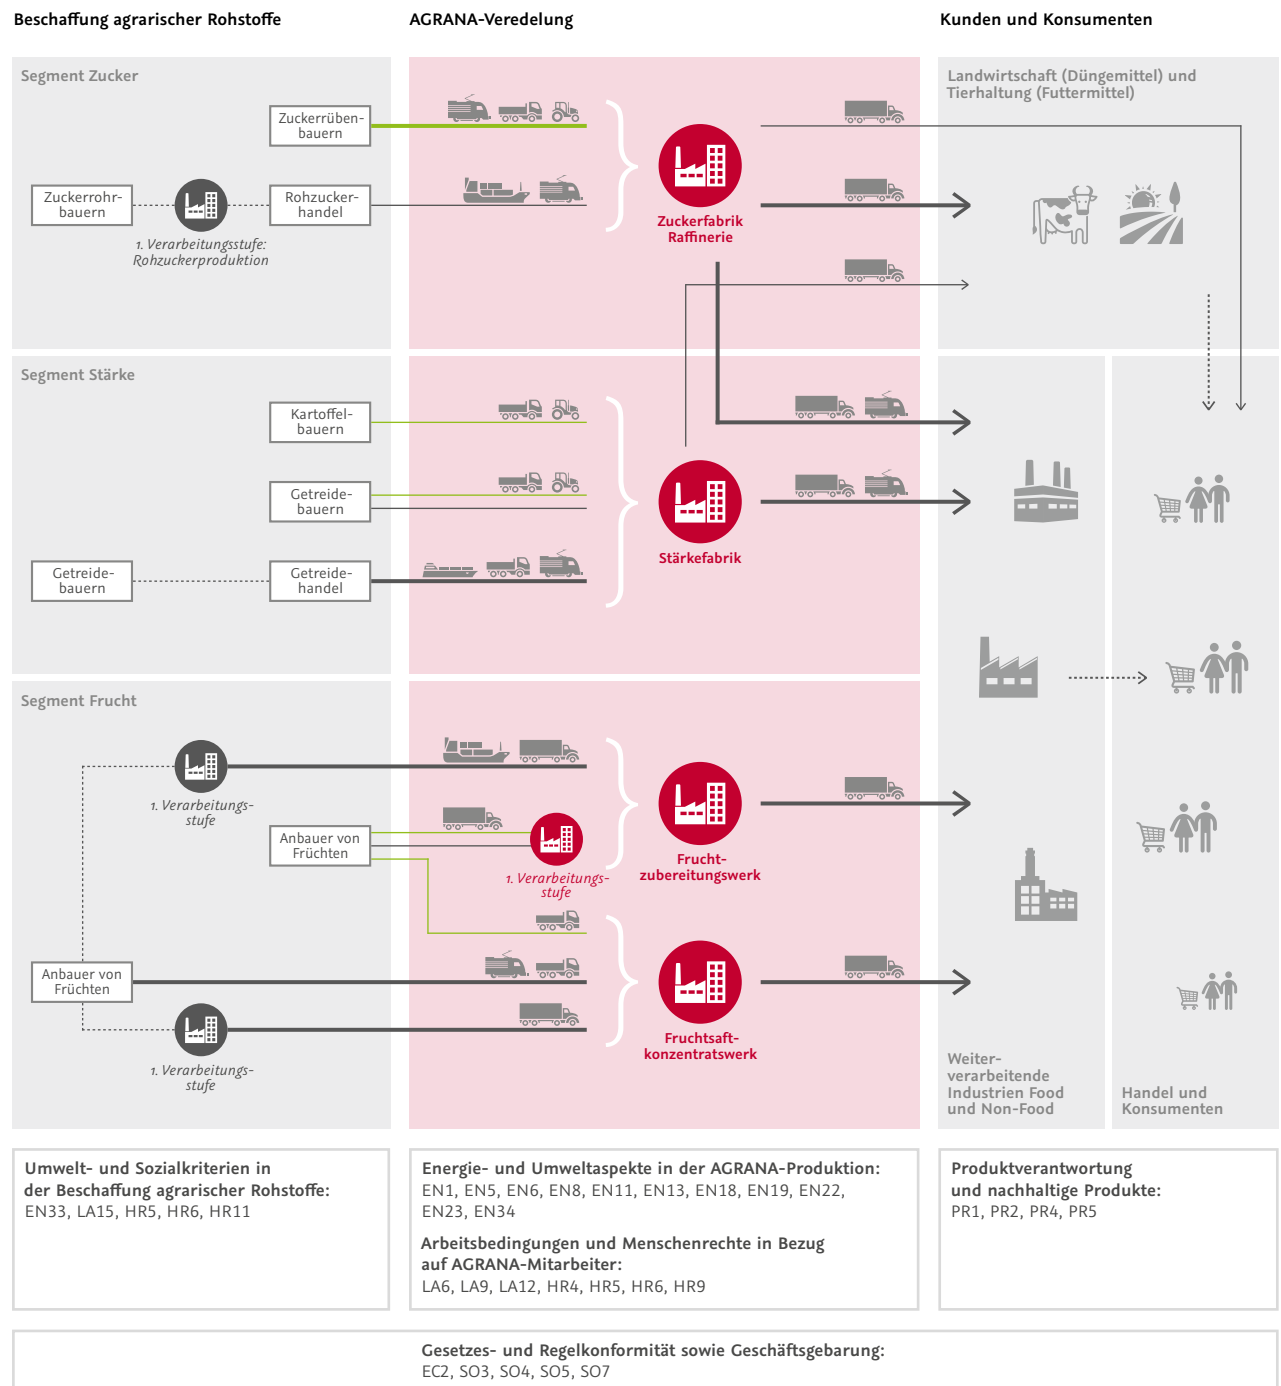 Beschaffung agrarischer Rohstoffe
AGRANA-Veredelung
Kunden und Konsumenten
Segment Zucker
Zuckerrüben-
bauern
Zuckerrohr-
bauern
Rohzucker-
handel
1. Verarbeitungsstufe:
Rohzuckerproduktion
Zuckerfabrik
Raffinerie
Landwirtschaft (Düngemittel) und
Tierhaltung (Futtermittel)
Segment Stärke
Kartoffel-
bauern
Getreide-
bauern
Getreide-
bauern
Getreide-
handel
Stärkefabrik
Segment Frucht
1. Verarbeitungs-
stufe
Anbauer von
Früchten
1. Verarbeitungs-
stufe
Frucht-
zubereitungswerk
Anbauer von
Früchten
1. Verarbeitungs-
stufe
Fruchtsaft-
konzentratswerk
Weiter-
verarbeitende
Industrien Food
und Non-Food
Handel und
Konsumenten
Umwelt- und Sozialkriterien in
der Beschaffung agrarischer Rohstoffe:
EN33, LA15, HR5, HR6, HR11
Energie- und Umweltaspekte in der AGRANA-Produktion:
EN1, EN5, EN6, EN8, EN11, EN13, EN18, EN19, EN22,
EN23, EN34
Arbeitsbedingungen und Menschenrechte in Bezug
auf AGRANA-Mitarbeiter:
LA6, LA9, LA12, HR4, HR5, HR6, HR9
Produktverantwortung
und nachhaltige Produkte:
PR1, PR2, PR4, PR5
Gesetzes- und Regelkonformität sowie Geschäftsgebarung:
EC2, SO3, SO4, SO5, SO7